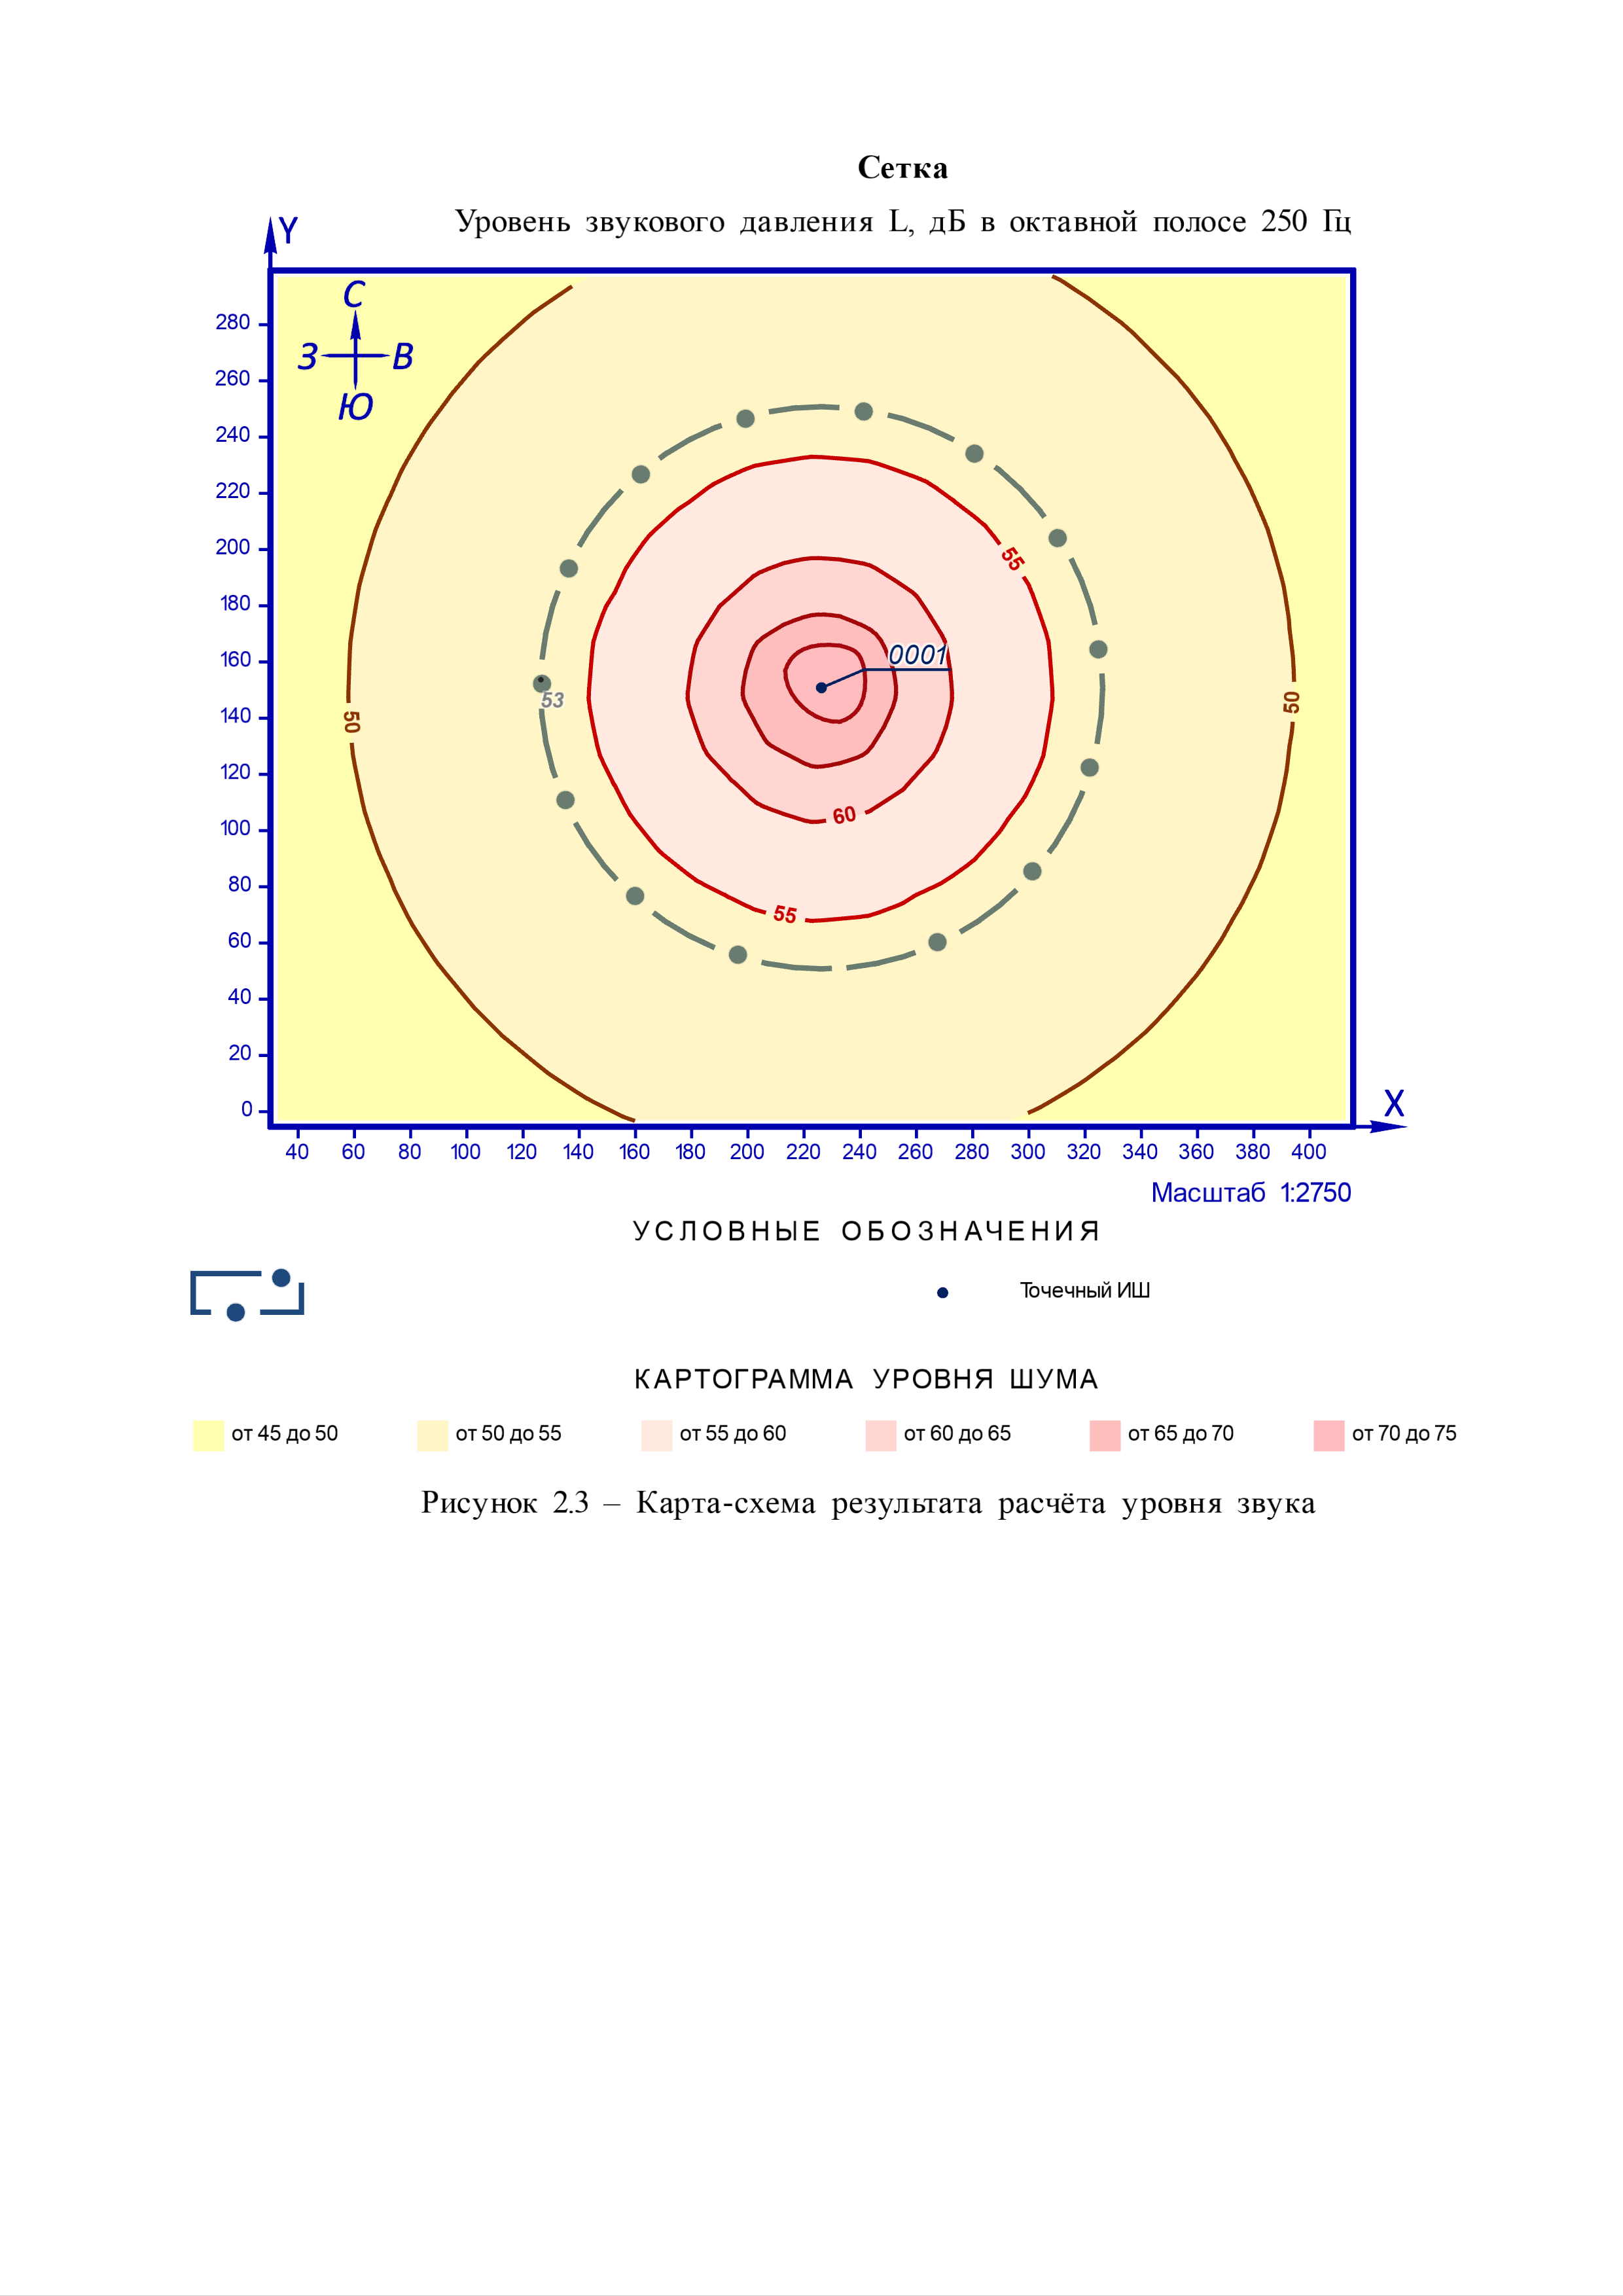 Сетка
Уровень звукового давления L, дБ в октавной полосе 250 Гц
Y
С
З В
Ю
280
260
240
220
200
180
160
140
120
100
80
60
40
20
0
55
0001
53
50
50
60
55
X
40 60 80 100 120 140 160 180 200 220 240 260 280 300 320 340 360 380 400
Масштаб 1:2750
УСЛОВНЫЕ ОБОЗНАЧЕНИЯ
Точечный ИШ
КАРТОГРАММА УРОВНЯ ШУМА
от 45 до 50 от 50 до 55 от 55 до 60 от 60 до 65 от 65 до 70 от 70 до 75
Рисунок 2.3 – Карта-схема результата расчёта уровня звука